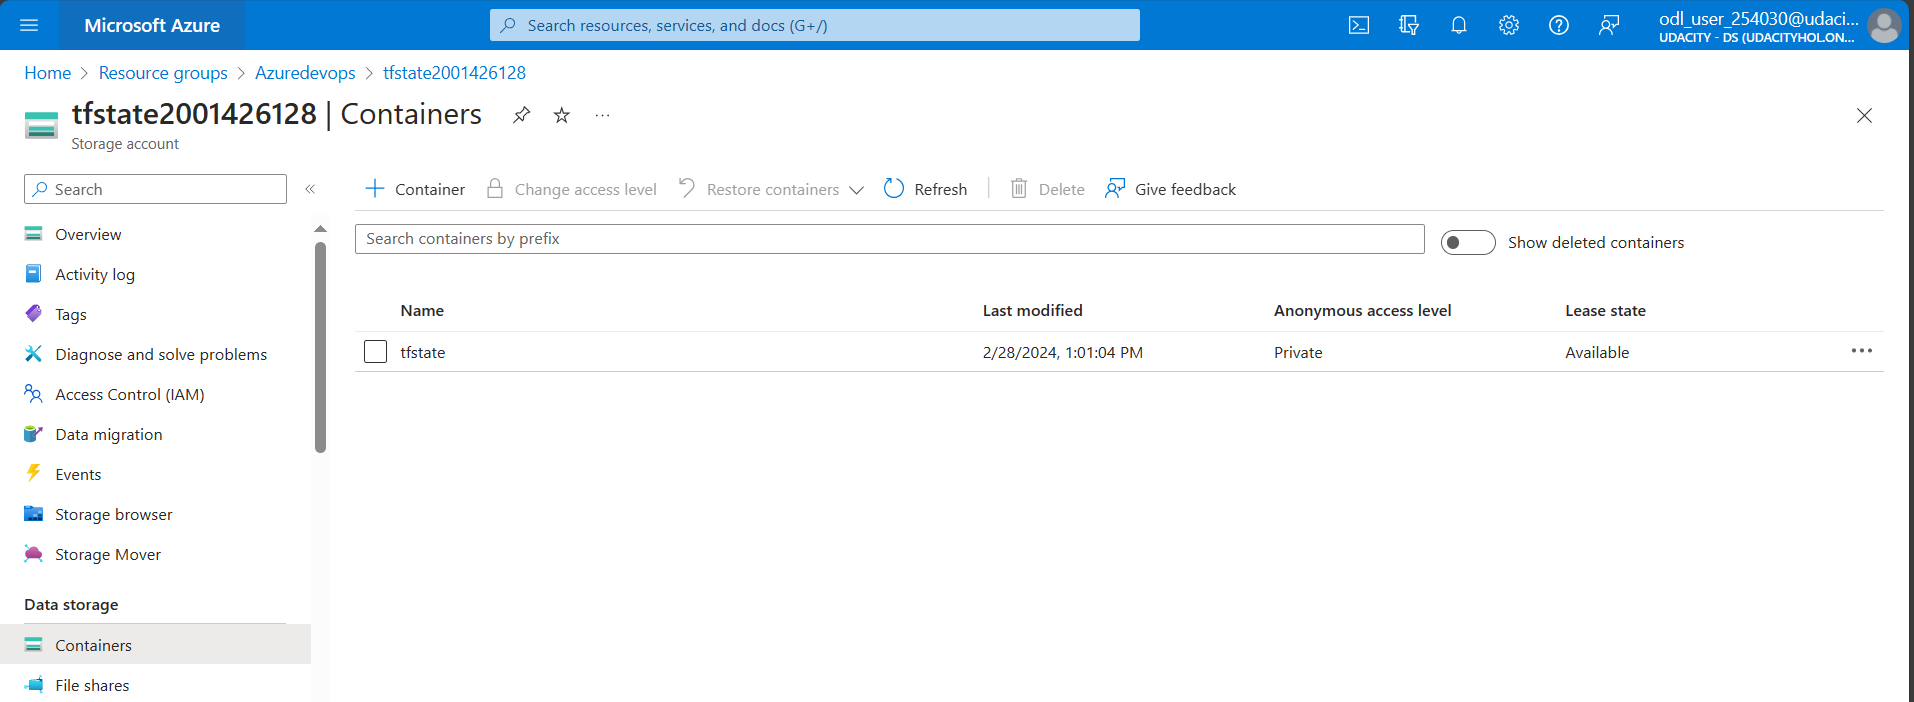 Microsoft Azure
Search resources, services, and docs (G+/)
odl_user_254030@udaci...
UDACITY - DS (UDACITYHOL.ON...
Home > Resource groups > Azuredevops > tfstate2001426128
tfstate2001426128 | Containers
Storage account
Search
Container
Change access level
Restore containers
Refresh
Delete
Give feedback
Search containers by prefix
Show deleted containers
Overview
Activity log
Tags
Diagnose and solve problems
Access Control (IAM)
Data migration
Events
Storage browser
Storage Mover
Data storage
Containers
File shares
Name Last modified Anonymous access level Lease state
tfstate 2/28/2024, 1:01:04 PM Private Available